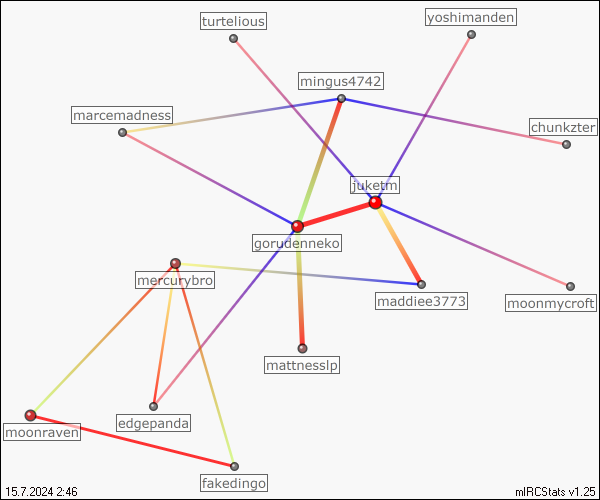 turtelious
yoshimanden
mingus4742
marcemadness
chunkzter
juketm
gorudenneko
mercurybro
maddiee3773
moonmycroft
mattnesslp
edgepanda
moonraven
fakedingo
15.7.2024 2:46
mIRCStats v1.25